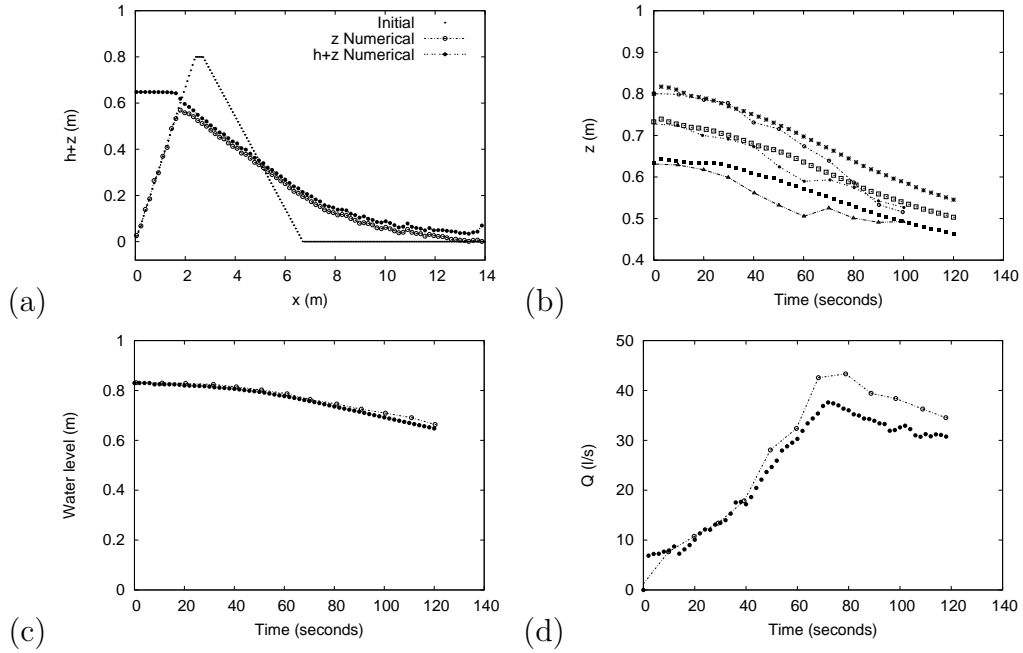 1
0.8
0.6
0.4
0.2
0
h+z (m)
Initial
z Numerical
h+z Numerical
0 2 4 6 8 10 12 14
x (m)
(a)
1
0.9
0.8
0.7
0.6
0.5
0.4
z (m)
0 20 40 60 80 100 120 140
Time (seconds)
(b)
1
0.8
0.6
0.4
0.2
0
Water level (m)
0 20 40 60 80 100 120 140
Time (seconds)
(c)
50
40
30
20
10
0
Q (l/s)
0 20 40 60 80 100 120 140
Time (seconds)
(d)